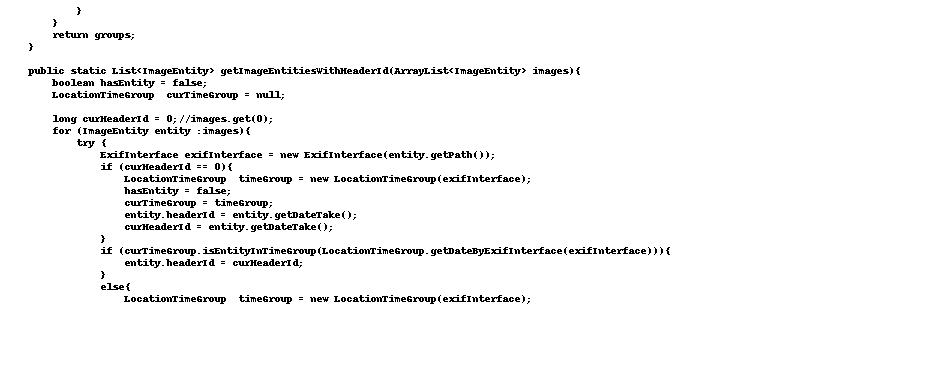 }
    }
    return groups;
}

public static List<ImageEntity> getImageEntitiesWithHeaderId(ArrayList<ImageEntity> images){
    boolean hasEntity = false;
    LocationTimeGroup  curTimeGroup = null;

    long curHeaderId = 0;//images.get(0);
    for (ImageEntity entity :images){
        try {
            ExifInterface exifInterface = new ExifInterface(entity.getPath());
            if (curHeaderId == 0){
                LocationTimeGroup  timeGroup = new LocationTimeGroup(exifInterface);
                hasEntity = false;
                curTimeGroup = timeGroup;
                entity.headerId = entity.getDateTake();
                curHeaderId = entity.getDateTake();
            }
            if (curTimeGroup.isEntityInTimeGroup(LocationTimeGroup.getDateByExifInterface(exifInterface))){
                entity.headerId = curHeaderId;
            }
            else{
                LocationTimeGroup  timeGroup = new LocationTimeGroup(exifInterface);